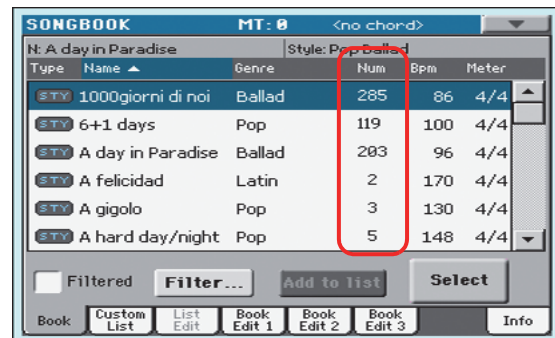 SONGBOOK MT:0 <no chord>
N: A day in Paradise Style: Pop Ballad
Type Name Genre Num Bpm Meter
STY 1000giorni di noi Ballad 285 86 4/4
STY 6+1 days Pop 119 100 4/4
STY A day in Paradise Ballad 203 96 4/4
STY A felicidad Latin 2 170 4/4
STY A gigolo Pop 3 130 4/4
STY A hard day/night Pop 5 148 4/4
Filtered Filter... Add to list Select
Book Custom List List Edit Book Edit 1 Book Edit 2 Book Edit 3 Info